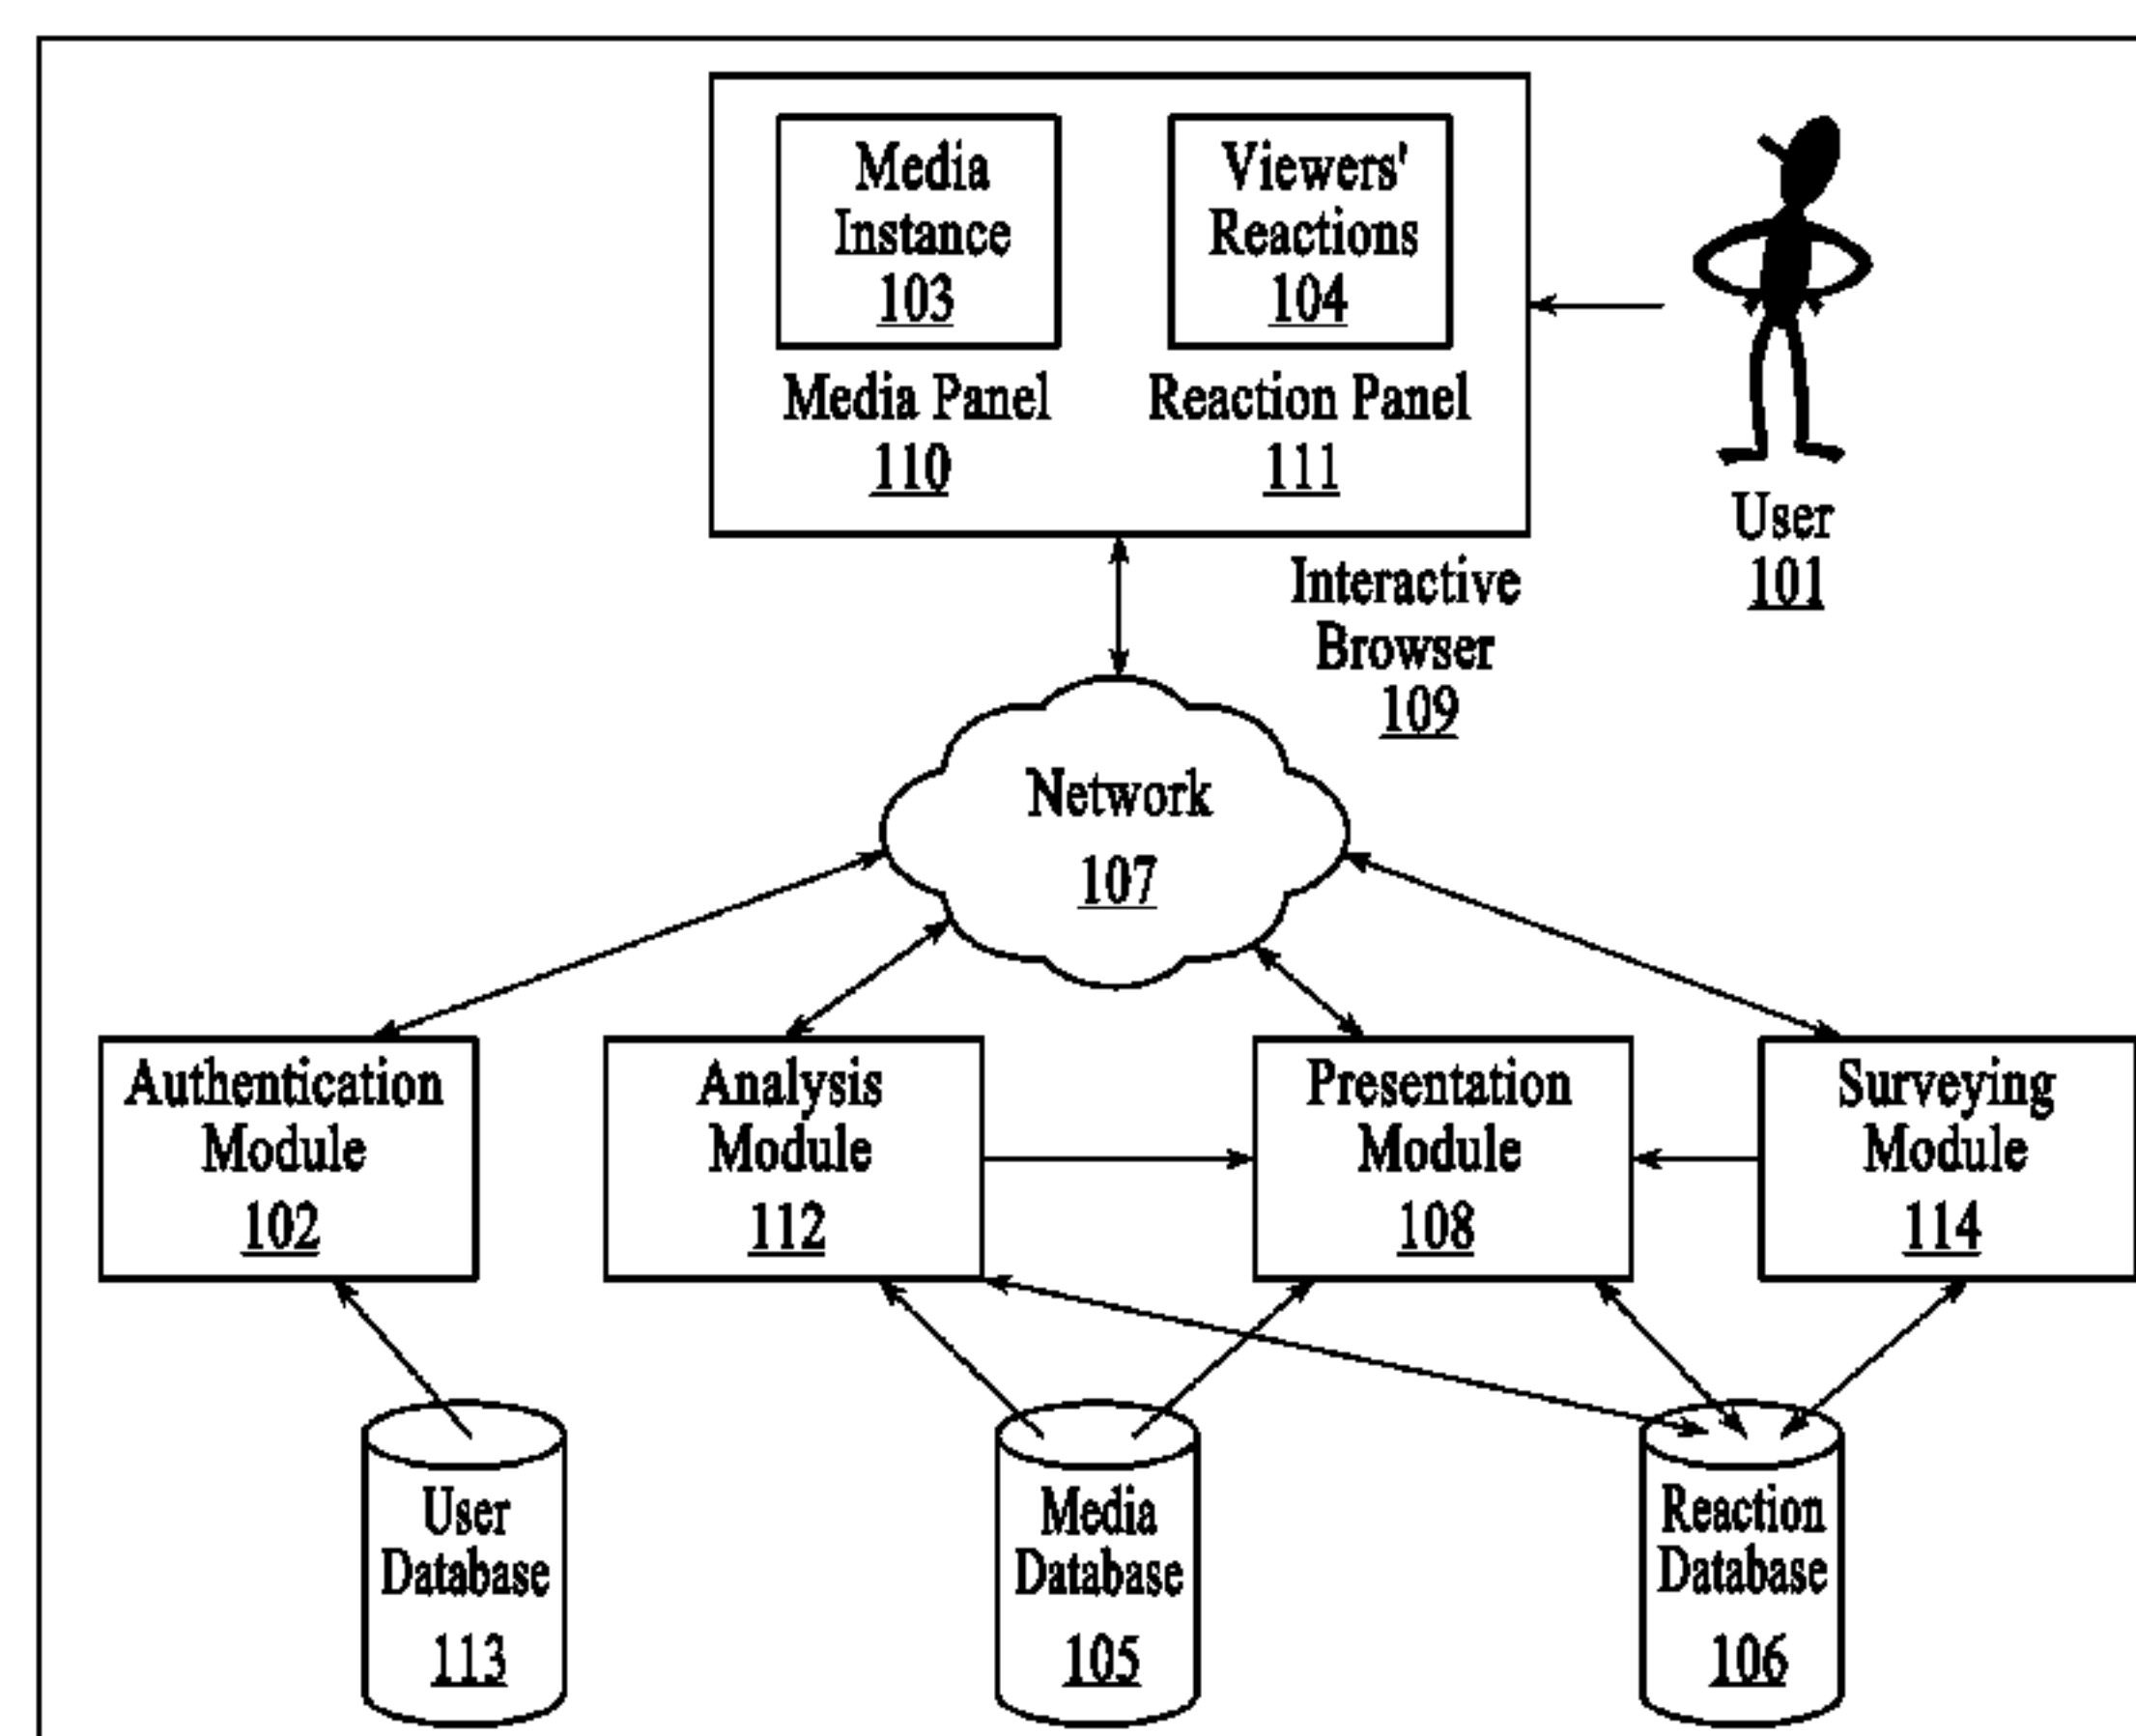 Media
Instance
103
Viewers'
Reactions
104
Media Panel
110
Reaction Panel
111
User
101
Interactive
Browser
109
Network
107
Authentication
Module
102
Analysis
Module
112
Presentation
Module
108
Surveying
Module
114
User
Database
113
Media
Database
105
Reaction
Database
106